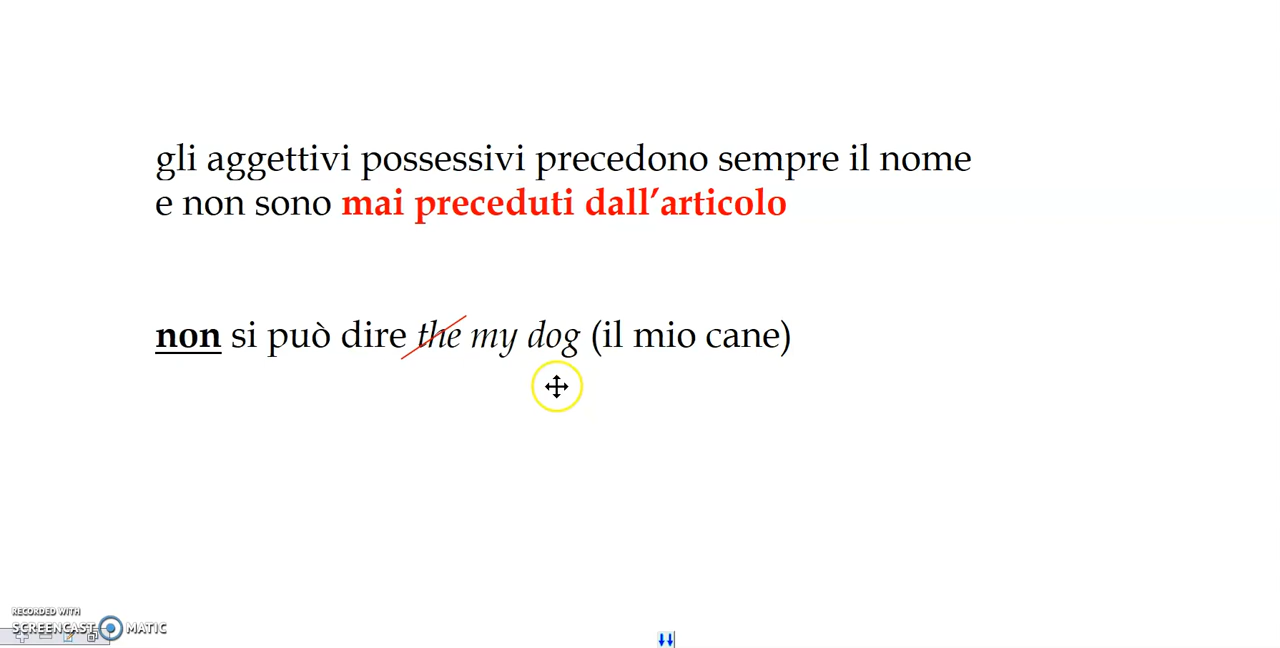 gli aggettivi possessivi precedono sempre il nome
e non sono mai preceduti dall’articolo
non si può dire the my dog (il mio cane)
RECORDED WITH
SCREENCAST MATIC